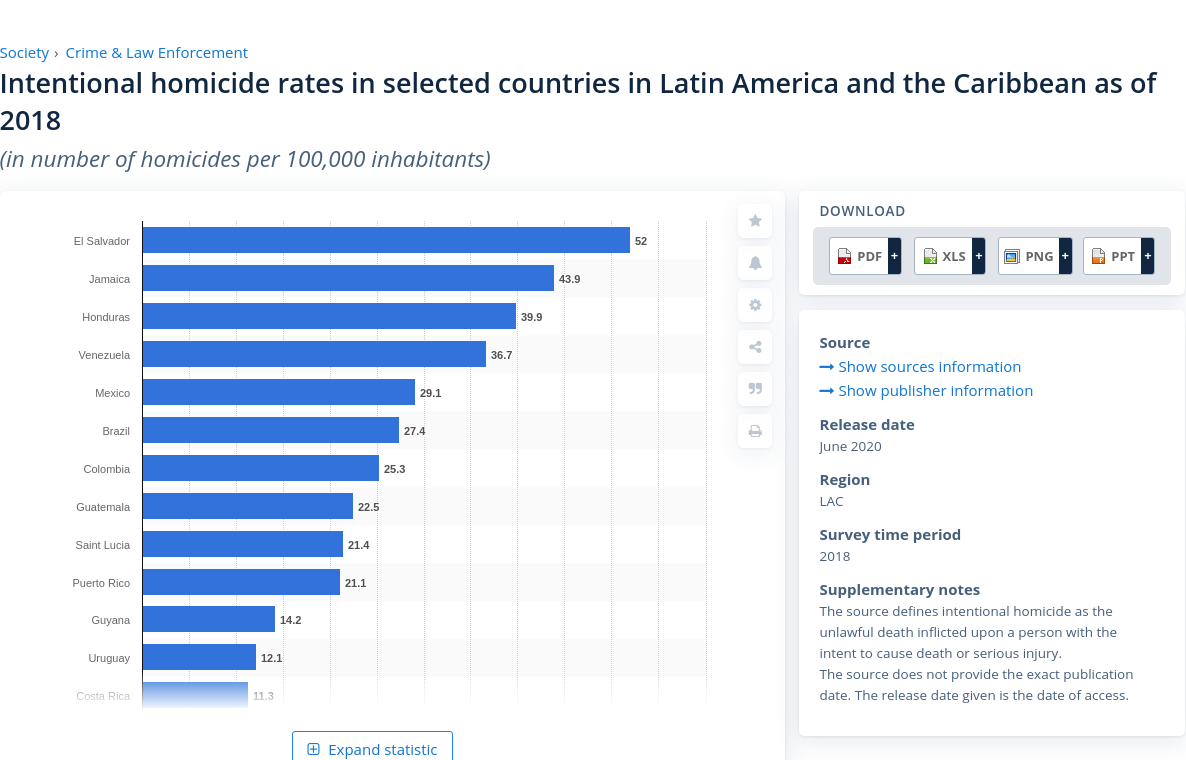 Society › Crime & Law Enforcement
Intentional homicide rates in selected countries in Latin America and the Caribbean as of
2018
(in number of homicides per 100,000 inhabitants)
El Salvador 52
Jamaica 43.9
Honduras 39.9
Venezuela 36.7
Mexico 29.1
Brazil 27.4
Colombia 25.3
Guatemala 22.5
Saint Lucia 21.4
Puerto Rico 21.1
Guyana 14.2
Uruguay 12.1
Costa Rica 11.3
Expand statistic
DOWNLOAD
PDF + XLS + PNG + PPT +
Source
Show sources information
Show publisher information
Release date
June 2020
Region
LAC
Survey time period
2018
Supplementary notes
The source defines intentional homicide as the
unlawful death inflicted upon a person with the
intent to cause death or serious injury.
The source does not provide the exact publication
date. The release date given is the date of access.